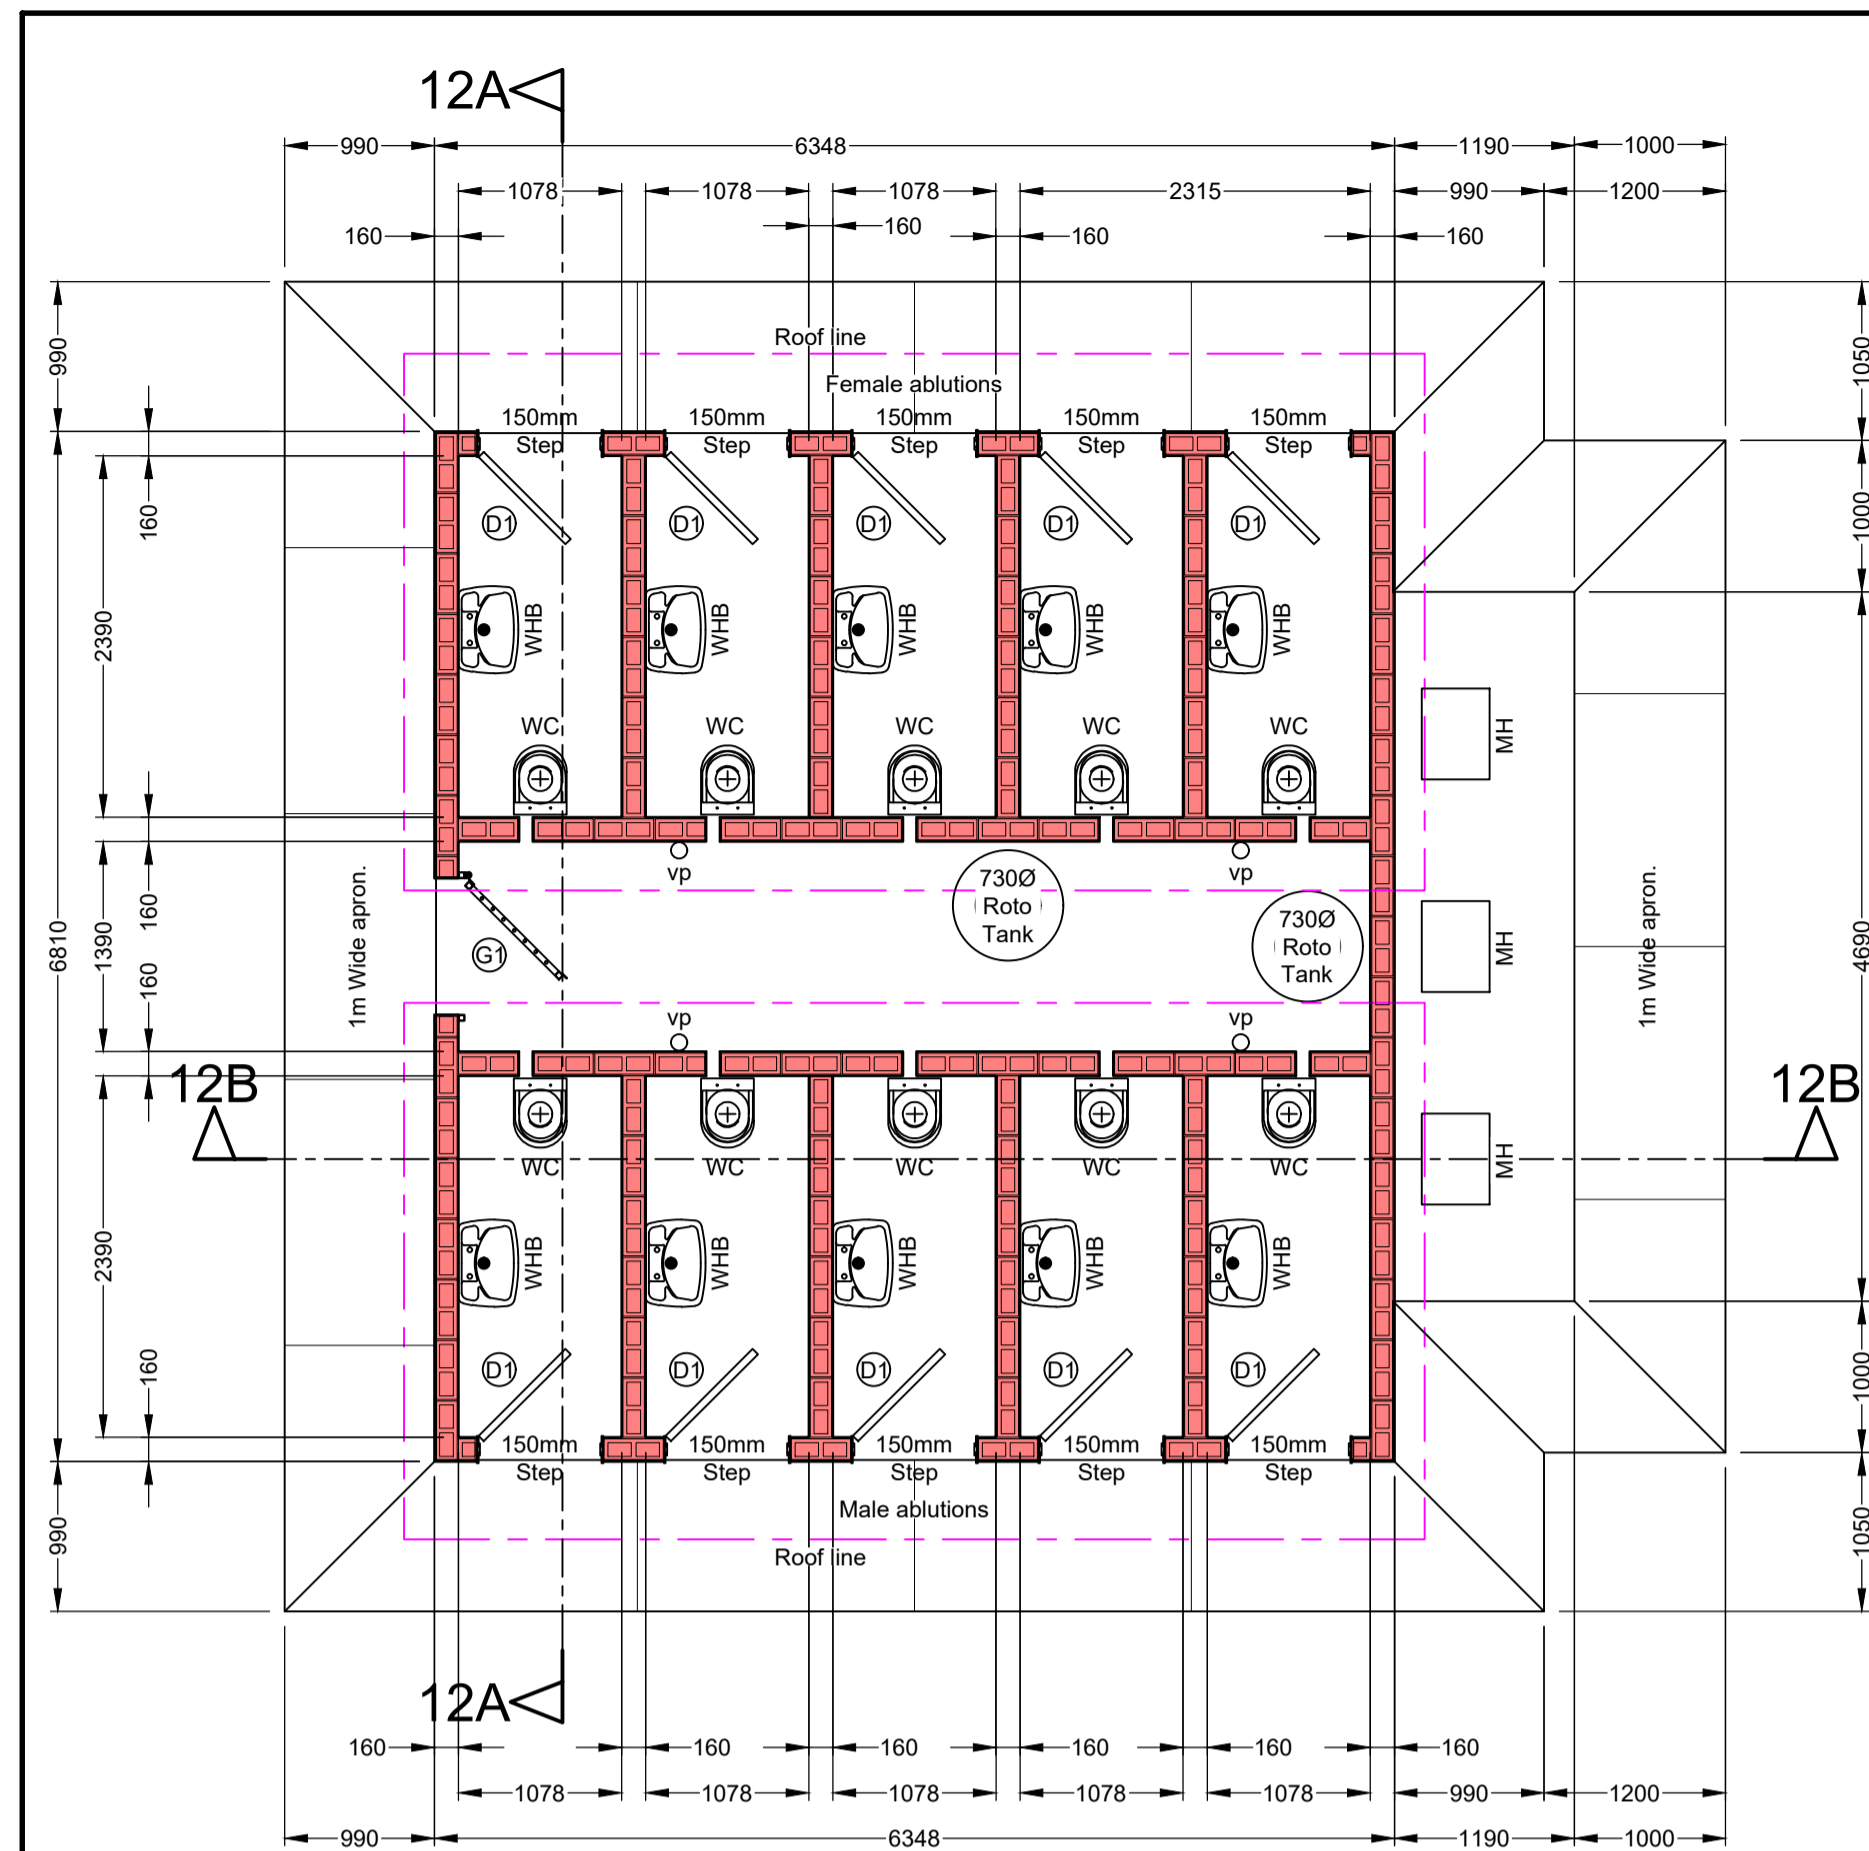 12A
990 6348 1190 1000
1078 1078 1078 2315 990 1200
160 160 160 160
Roof line
Female ablutions
150mm 150mm 150mm 150mm 150mm
Step Step Step Step Step
D1 D1 D1 D1 D1
WHB WHB WHB WHB WHB
WC WC WC WC WC
vp vp
730Ø
Roto
Tank
730Ø
Roto
Tank
G1
vp vp
WC WC WC WC WC
WHB WHB WHB WHB WHB
D1 D1 D1 D1 D1
150mm 150mm 150mm 150mm 150mm
Step Step Step Step Step
Male ablutions
Roof line
12A
12B
12B
990
6810
990
2390
1390
2390
160
160
160
160
1m Wide apron.
MH
MH
MH
1m Wide apron.
1050
1000
4690
1000
1050
160 160 160 160 160 160
1078 1078 1078 1078 1078 990 1200
990 6348 1190 1000